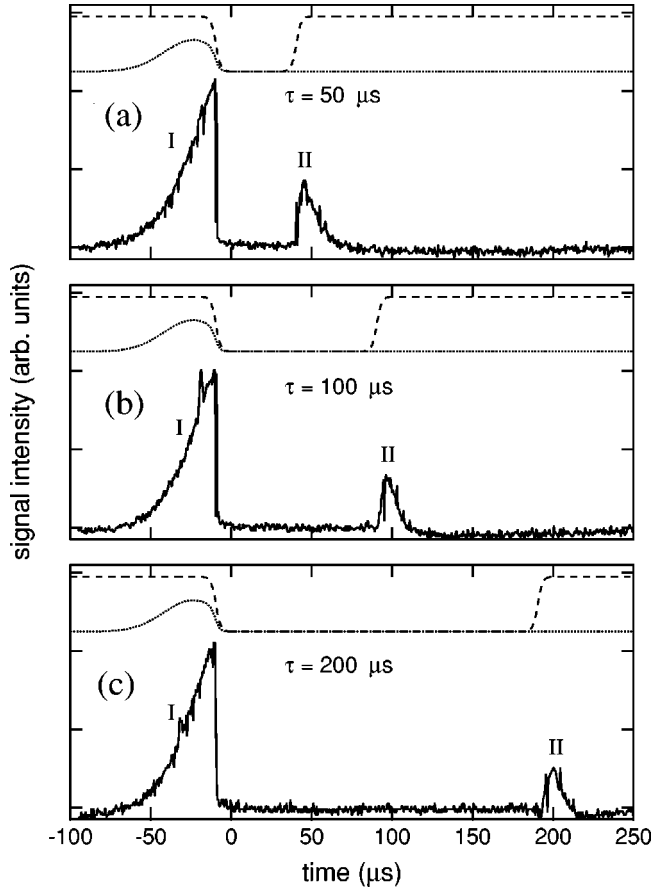 τ = 50 μs
(a)
I
II
τ = 100 μs
(b)
I
II
τ = 200 μs
(c)
I
II
signal intensity (arb. units)
-100 -50 0 50 100 150 200 250
time (μs)